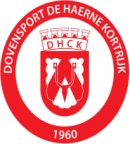 DOVENSPORT DE HAERNE KORTRIJK
DHCK
1960